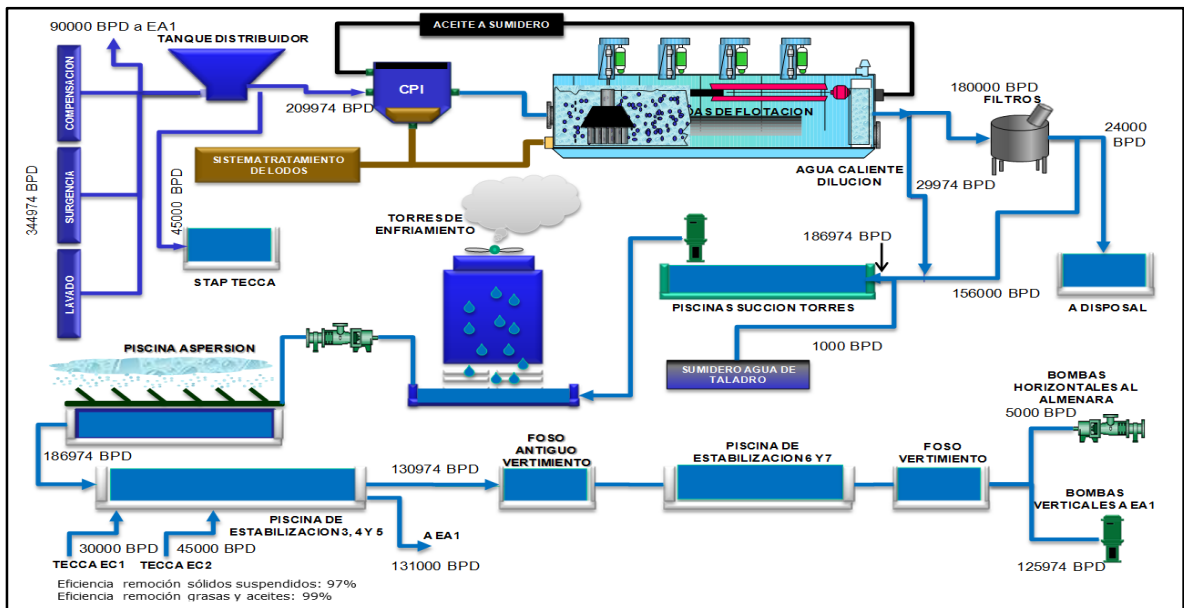 90000 BPD a EA1
TANQUE DISTRIBUIDOR
ACEITE A SUMIDERO
COMPENSACION
SURGENCIA
LAVADO
344974 BPD
209974 BPD
CPI
45000 BPD
STAP TECCA
SISTEMA TRATAMIENTO
DE LODOS
DAS DE FLOTACION
180000 BPD
FILTROS
24000
BPD
AGUA CALIENTE
DILUCION
29974 BPD
TORRES DE
ENFRIAMIENTO
186974 BPD
PISCINAS SUCCION TORRES
156000 BPD
A DISPOSAL
1000 BPD
SUMIDERO AGUA DE
TALADRO
PISCINA ASPERSION
186974 BPD
130974 BPD
FOSO
ANTIGUO
VERTIMIENTO
PISCINA DE
ESTABILIZACION 6 Y 7
FOSO
VERTIMIENTO
BOMBAS
HORIZONTALES AL
ALMENARA
5000 BPD
BOMBAS
VERTICALES A EA1
125974 BPD
PISCINA DE
ESTABILIZACION 3, 4 Y 5
A EA1
131000 BPD
30000 BPD
TECCA EC1
45000 BPD
TECCA EC2
Eficiencia remoción sólidos suspendidos: 97%
Eficiencia remoción grasas y aceites: 99%